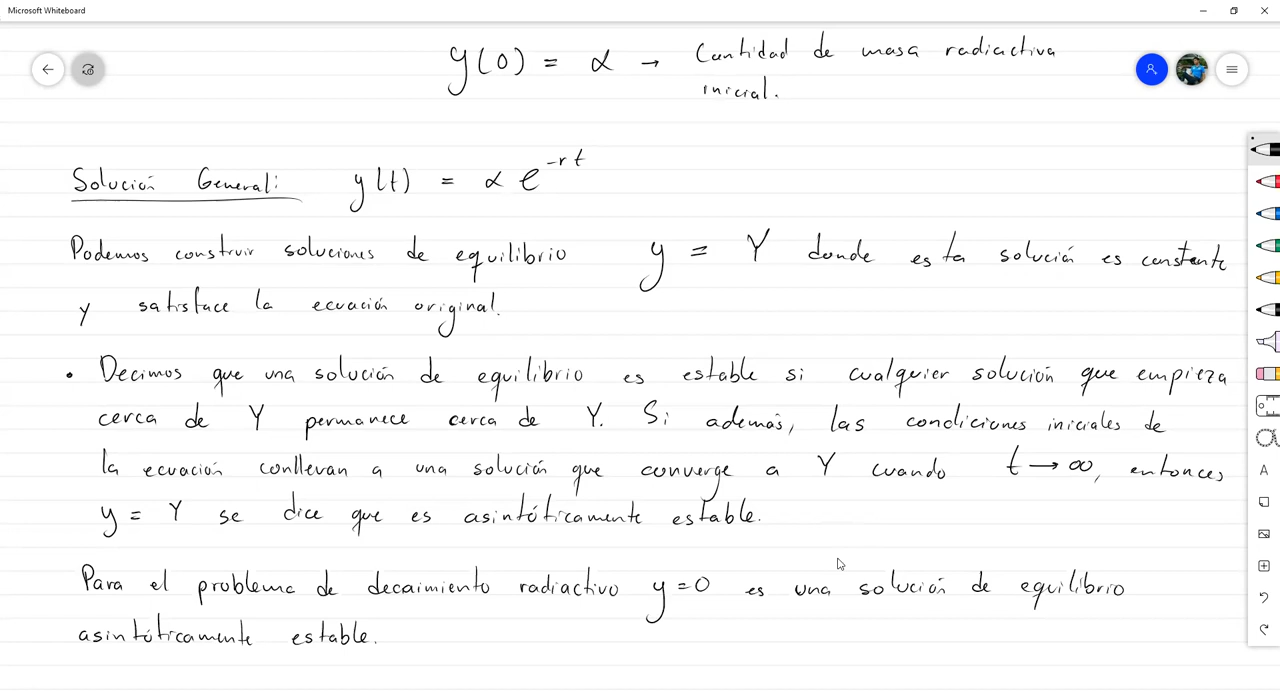 Microsoft Whiteboard
y(0) = α → Cantidad de masa radiactiva
inicial.
Solución General: y(t) = α e^{-rt}
Podemos construir soluciones de equilibrio y = Y donde esta solución es constante
y satisface la ecuación original.
• Decimos que una solución de equilibrio es estable si cualquier solución que empieza
cerca de Y permanece cerca de Y. Si además, las condiciones iniciales de
la ecuación conllevan a una solución que converge a Y cuando t → ∞, entonces
y = Y se dice que es asintóticamente estable.
Para el problema de decaimiento radiactivo y=0 es una solución de equilibrio
asintóticamente estable.